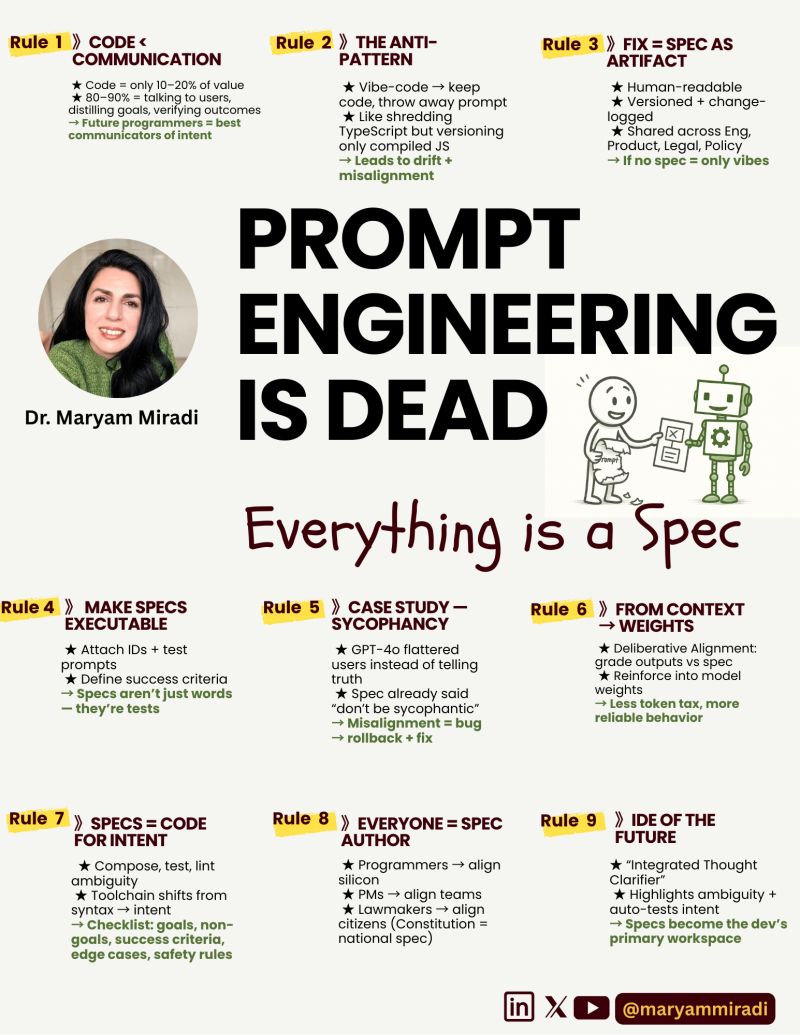 Rule 1 》 CODE <
COMMUNICATION
★ Code = only 10–20% of value
★ 80–90% = talking to users,
distilling goals, verifying outcomes
→ Future programmers = best
communicators of intent
Rule 2 》 THE ANTI-
PATTERN
★ Vibe-code → keep
code, throw away prompt
★ Like shredding
TypeScript but versioning
only compiled JS
→ Leads to drift +
misalignment
Rule 3 》 FIX = SPEC AS
ARTIFACT
★ Human-readable
★ Versioned + change-
logged
★ Shared across Eng,
Product, Legal, Policy
→ If no spec = only vibes
PROMPT
ENGINEERING
IS DEAD
Dr. Maryam Miradi
Prompt
Everything is a Spec
Rule 4 》 MAKE SPECS
EXECUTABLE
★ Attach IDs + test
prompts
★ Define success criteria
→ Specs aren’t just words
— they’re tests
Rule 5 》 CASE STUDY —
SYCOPHANCY
★ GPT-4o flattered
users instead of telling
truth
★ Spec already said
“don’t be sycophantic”
→ Misalignment = bug
→ rollback + fix
Rule 6 》 FROM CONTEXT
→ WEIGHTS
★ Deliberative Alignment:
grade outputs vs spec
★ Reinforce into model
weights
→ Less token tax, more
reliable behavior
Rule 7 》 SPECS = CODE
FOR INTENT
★ Compose, test, lint
ambiguity
★ Toolchain shifts from
syntax → intent
→ Checklist: goals, non-
goals, success criteria,
edge cases, safety rules
Rule 8 》 EVERYONE = SPEC
AUTHOR
★ Programmers → align
silicon
★ PMs → align teams
★ Lawmakers → align
citizens (Constitution =
national spec)
Rule 9 》 IDE OF THE
FUTURE
★ “Integrated Thought
Clarifier”
★ Highlights ambiguity +
auto-tests intent
→ Specs become the dev’s
primary workspace
in X @maryammiradi